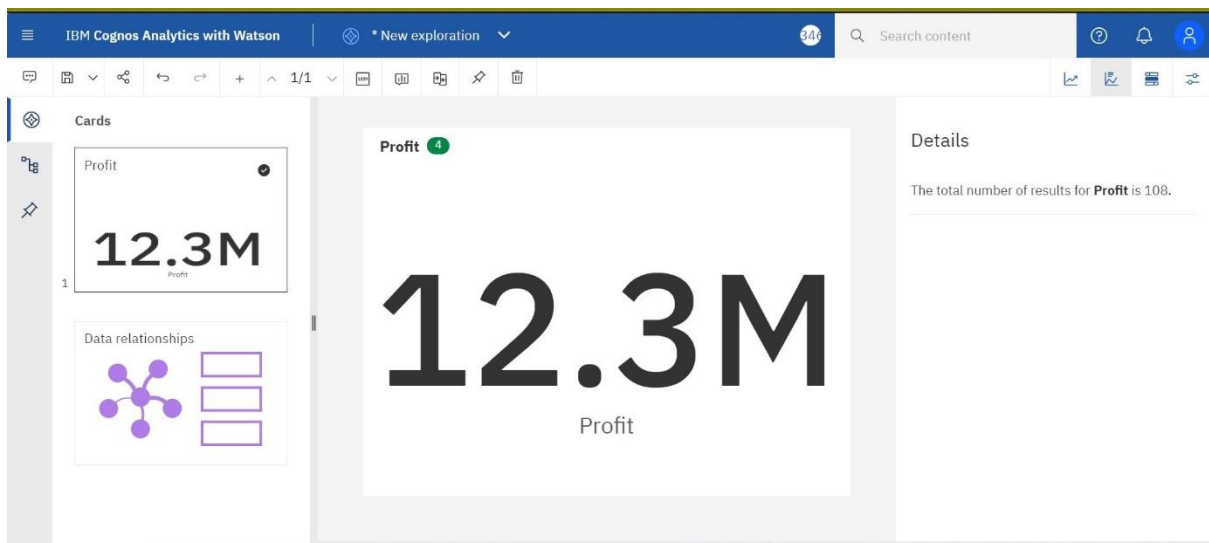 IBM Cognos Analytics with Watson
* New exploration
Search content
1/1
Cards
Profit
12.3M
Profit
1
Data relationships
Profit 4
12.3M
Profit
Details
The total number of results for Profit is 108.